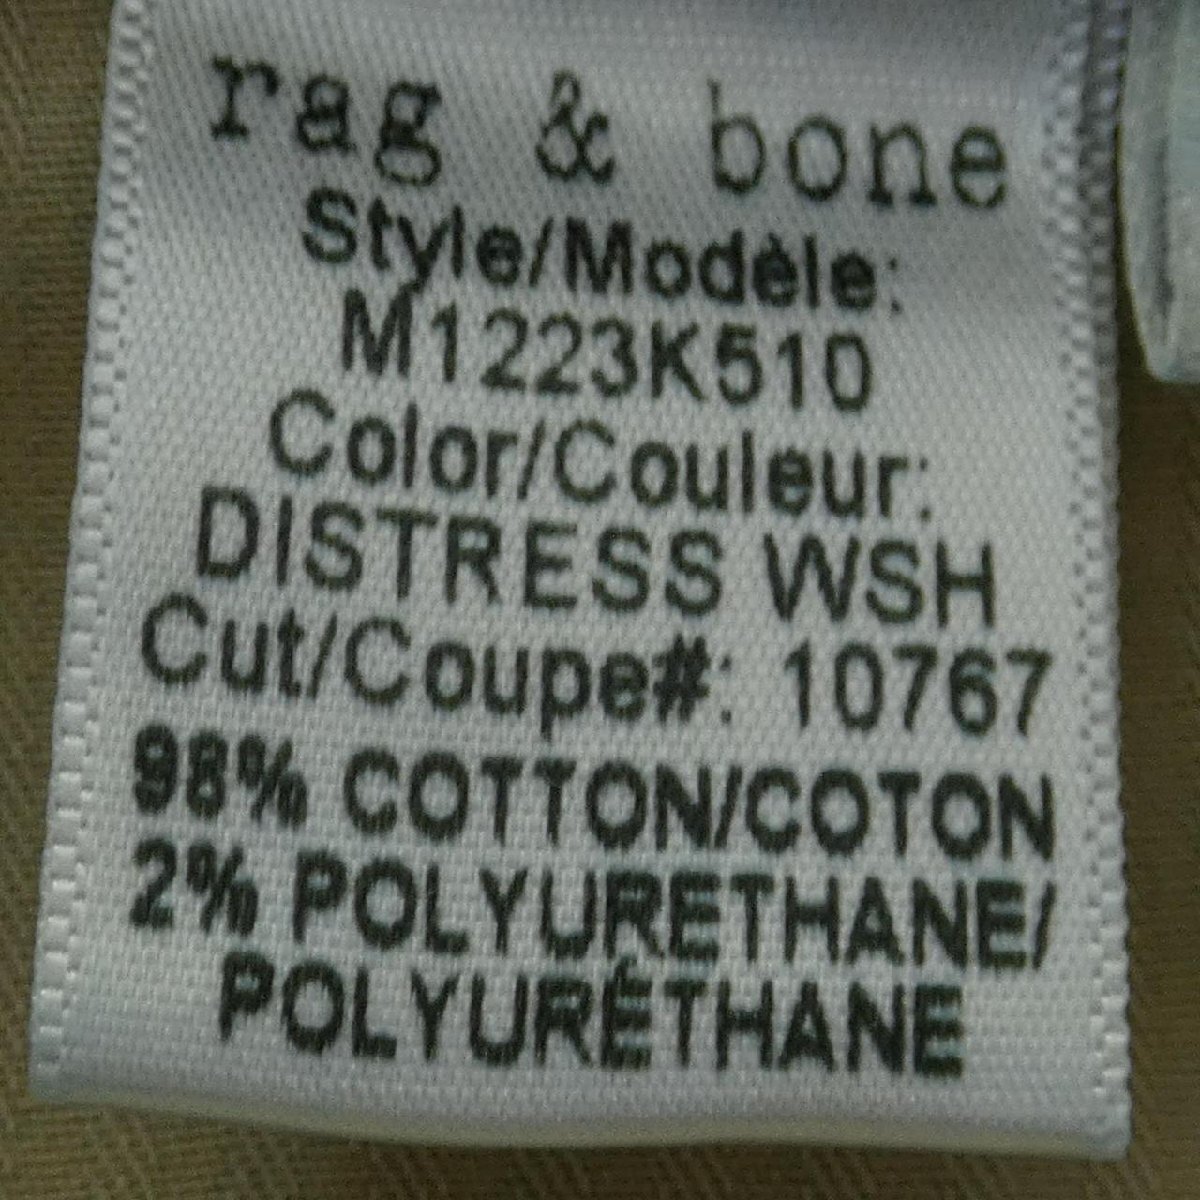 rag & bone
Style/Modèle:
M1223K510
Color/Couleur:
DISTRESS WSH
Cut/Coupe#: 10767
98% COTTON/COTON
2% POLYURETHANE/
POLYURÉTHANE